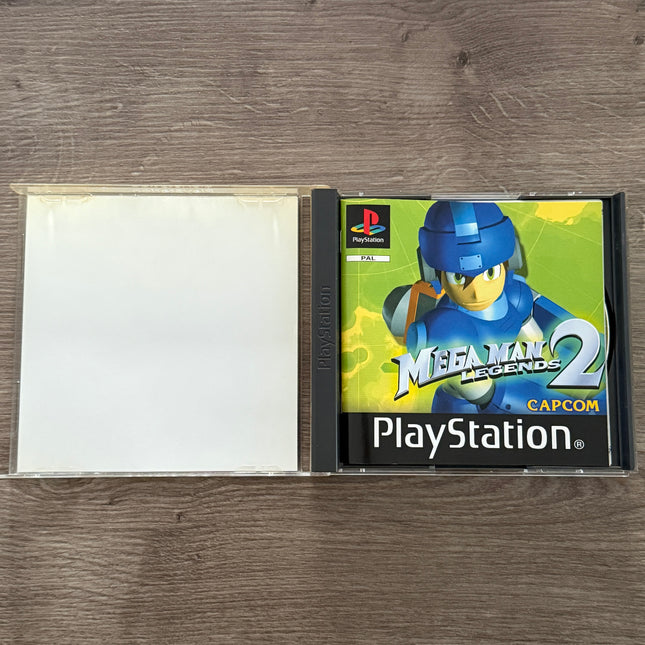 PlayStation
PlayStation
PAL
MEGA MAN
LEGENDS 2
CAPCOM
PlayStation®